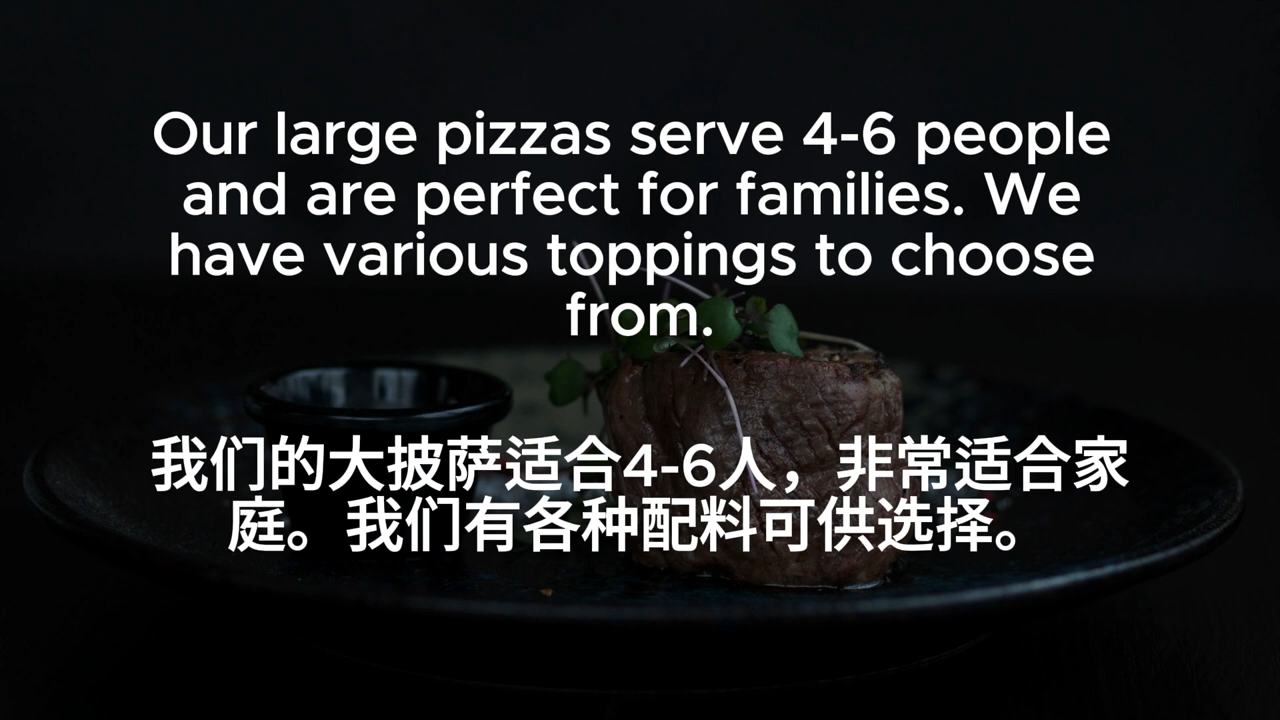 Our large pizzas serve 4-6 people
and are perfect for families. We
have various toppings to choose
from.
我们的大披萨适合4-6人，非常适合家
庭。我们有各种配料可供选择。